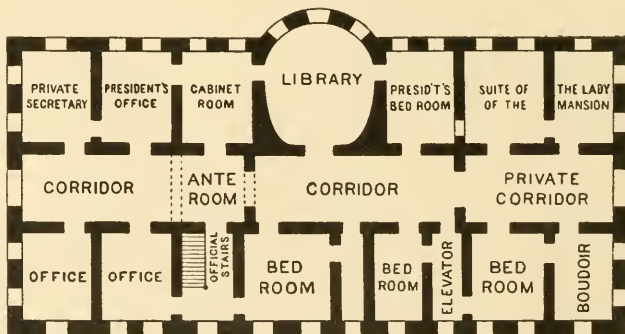 PRIVATE
SECRETARY
PRESIDENT'S
OFFICE
CABINET
ROOM
LIBRARY
PRESID'T'S
BED ROOM
SUITE OF
OF THE
THE LADY
MANSION
CORRIDOR
ANTE
ROOM
CORRIDOR
PRIVATE
CORRIDOR
OFFICE
OFFICE
OFFICIAL
STAIRS
BED
ROOM
BED
ROOM
ELEVATOR
BED
ROOM
BOUDOIR